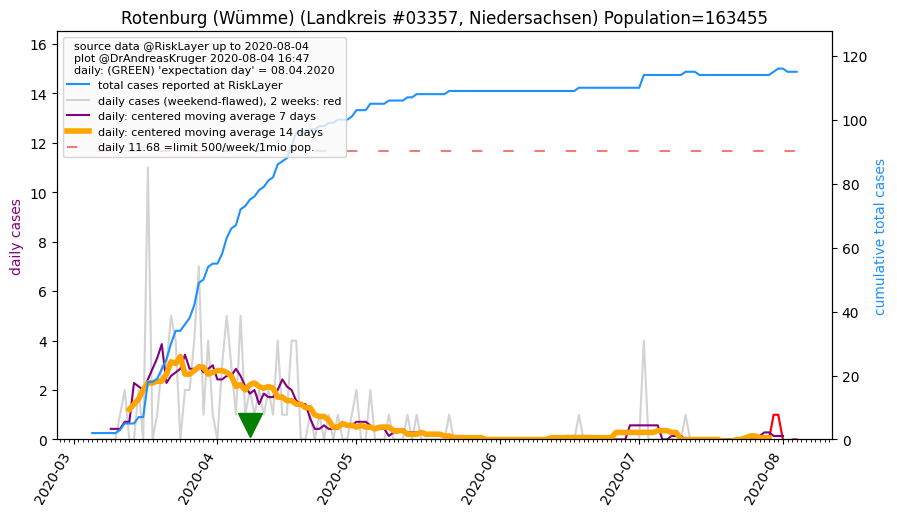 Rotenburg (Wümme) (Landkreis #03357, Niedersachsen) Population=163455
source data @RiskLayer up to 2020-08-04
plot @DrAndreasKruger 2020-08-04 16:47
daily: (GREEN) 'expectation day' = 08.04.2020
total cases reported at RiskLayer
daily cases (weekend-flawed), 2 weeks: red
daily: centered moving average 7 days
daily: centered moving average 14 days
daily 11.68 =limit 500/week/1mio pop.
daily cases
16
14
12
10
8
6
4
2
0
cumulative total cases
120
100
80
60
40
20
0
2020-03
2020-04
2020-05
2020-06
2020-07
2020-08